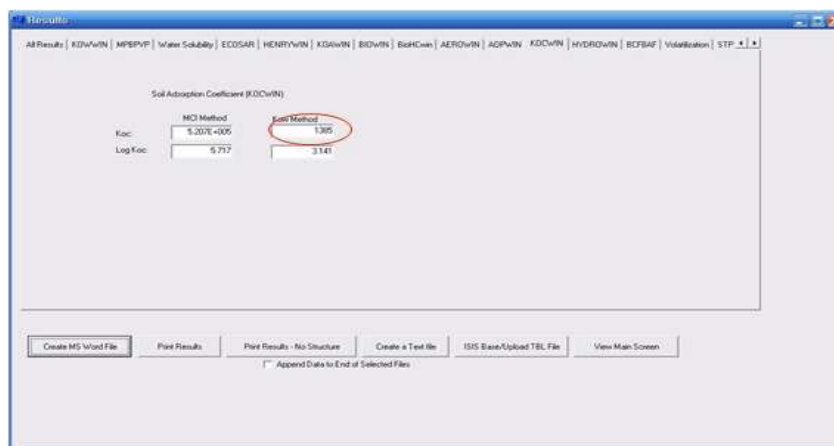 Results
All Results | KOWWIN | MPBPVP | Water Solubility | ECOSAR | HENRYWIN | KOAWIN | BIOWIN | BioHCwin | AEROWIN | AOPWIN | KOCWIN | HYDROWIN | BCFBAF | Volatilization | STP
Soil Adsorption Coefficient (KOCWIN)
MCI Method Kow Method
Koc: 5.207E+005 1385
Log Koc: 5.717 3.141
Create MS Word File Print Results Print Results - No Structure Create a Text file ISIS Base/Upload TBL File View Main Screen
Append Data to End of Selected Files